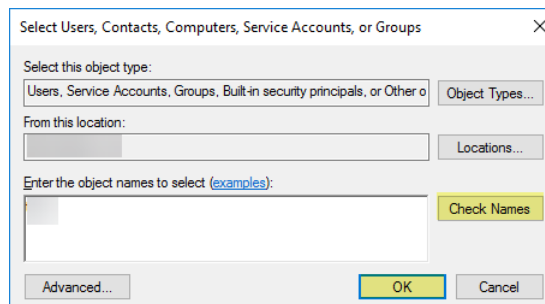 Select Users, Contacts, Computers, Service Accounts, or Groups
Select this object type:
Users, Service Accounts, Groups, Built-in security principals, or Other o
Object Types...
From this location:
Locations...
Enter the object names to select (examples):
Check Names
Advanced...
OK
Cancel